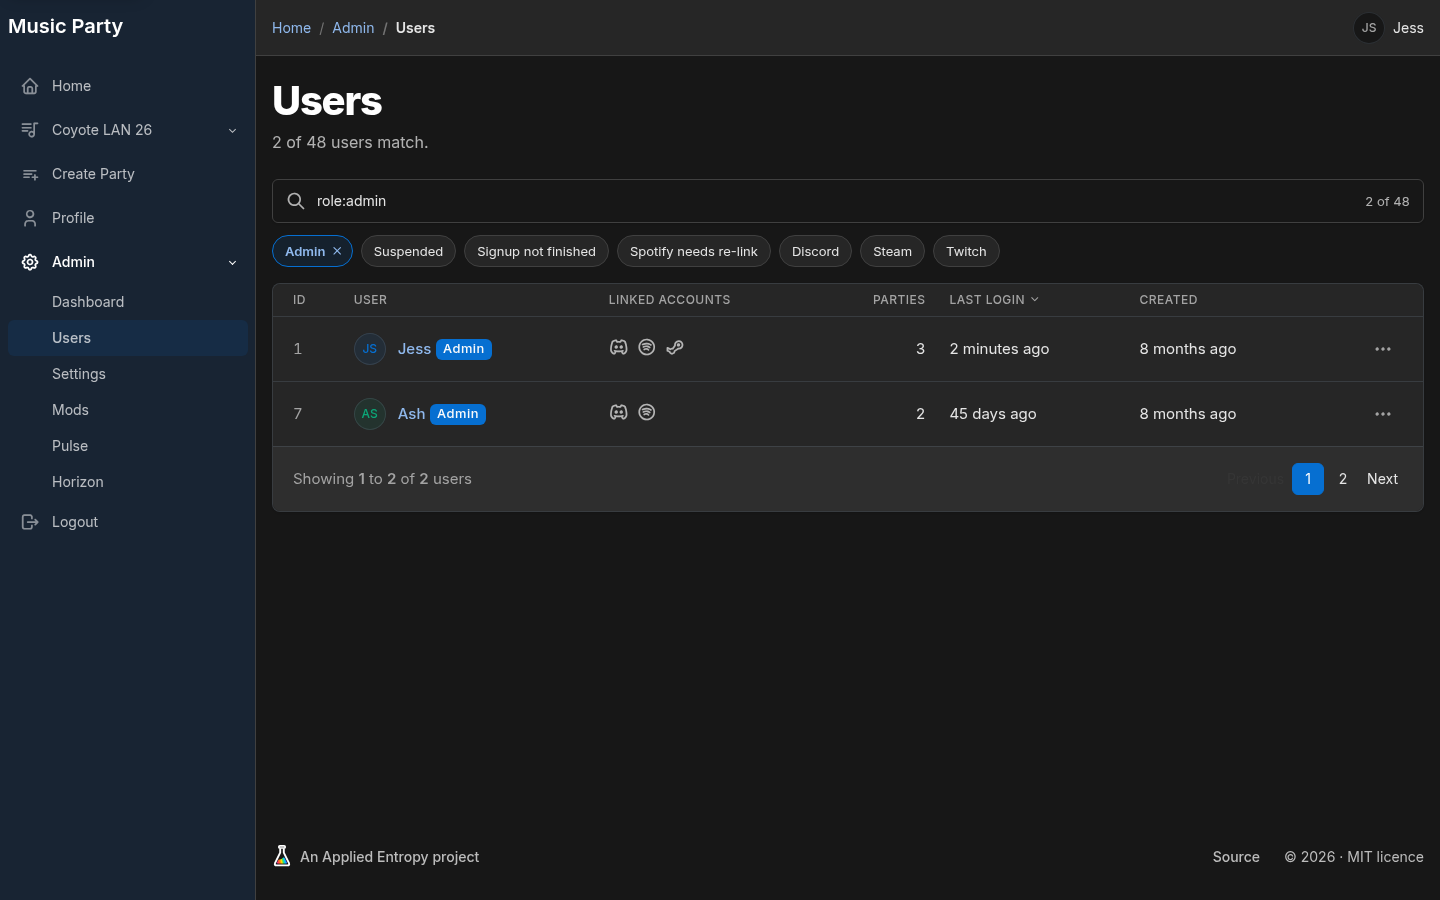 Music Party
Home / Admin / Users
JS Jess
Home
Coyote LAN 26
Create Party
Profile
Admin
Dashboard
Users
Settings
Mods
Pulse
Horizon
Logout
Users
2 of 48 users match.
role:admin 2 of 48
Admin × Suspended Signup not finished Spotify needs re-link Discord Steam Twitch
ID USER LINKED ACCOUNTS PARTIES LAST LOGIN CREATED
1 JS Jess Admin 3 2 minutes ago 8 months ago
7 AS Ash Admin 2 45 days ago 8 months ago
Showing 1 to 2 of 2 users Previous 1 2 Next
An Applied Entropy project Source © 2026 · MIT licence